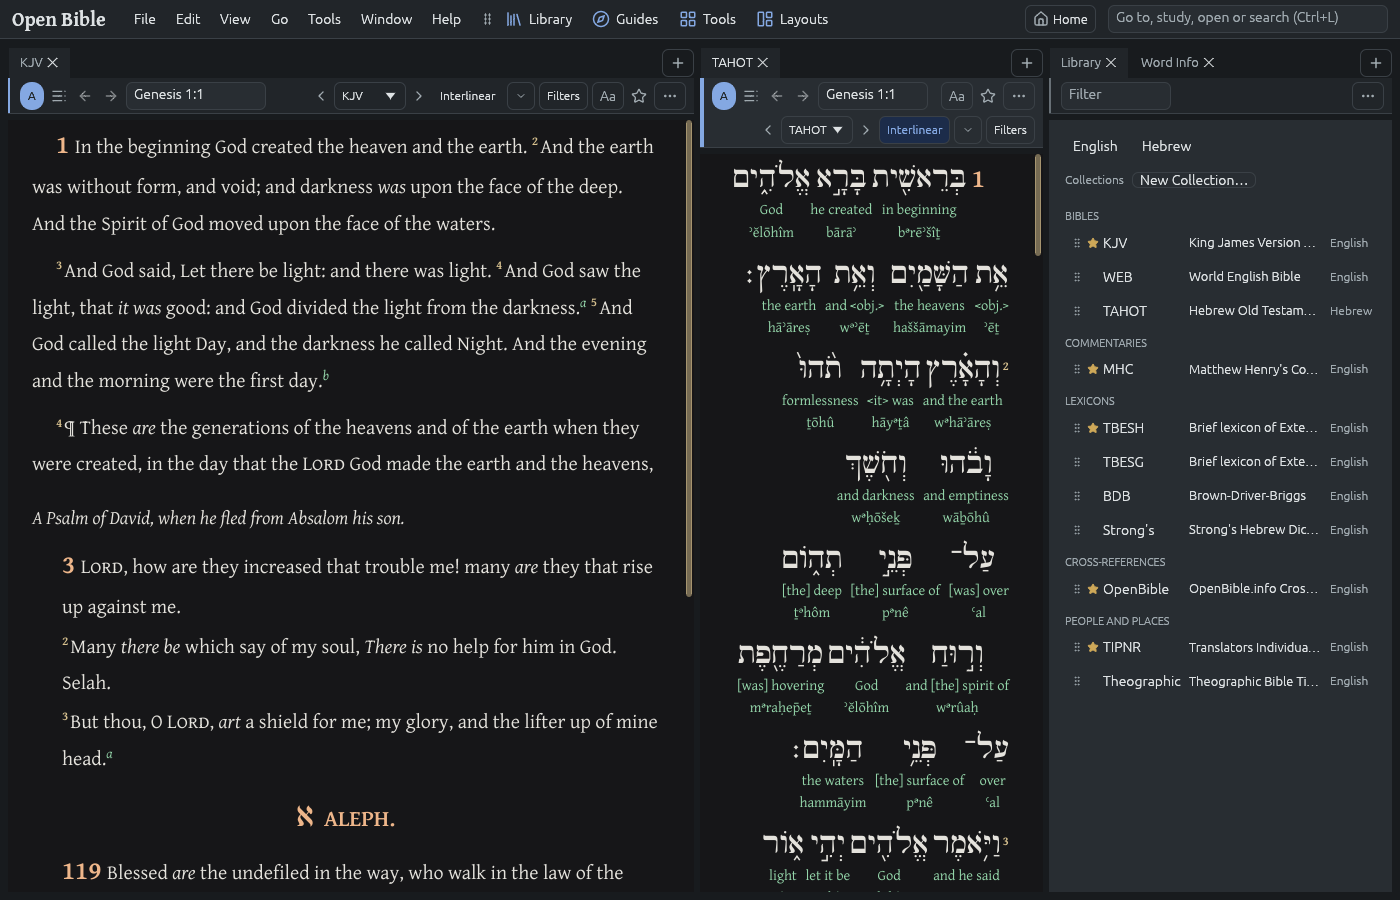 Open Bible File Edit View Go Tools Window Help Library Guides Tools Layouts Home Go to, study, open or search (Ctrl+L)
KJV
A Genesis 1:1 KJV Interlinear Filters Aa
1 In the beginning God created the heaven and the earth. 2 And the earth
was without form, and void; and darkness was upon the face of the deep.
And the Spirit of God moved upon the face of the waters.
3 And God said, Let there be light: and there was light. 4 And God saw the
light, that it was good: and God divided the light from the darkness.a 5 And
God called the light Day, and the darkness he called Night. And the evening
and the morning were the first day.b
4 ¶ These are the generations of the heavens and of the earth when they
were created, in the day that the LORD God made the earth and the heavens,
A Psalm of David, when he fled from Absalom his son.
3 LORD, how are they increased that trouble me! many are they that rise
up against me.
2 Many there be which say of my soul, There is no help for him in God.
Selah.
3 But thou, O LORD, art a shield for me; my glory, and the lifter up of mine
head.a
א ALEPH.
119 Blessed are the undefiled in the way, who walk in the law of the
TAHOT
A Genesis 1:1 Aa
TAHOT Interlinear Filters
1 בְּרֵאשִׁ֖ית בָּרָ֣א אֱלֹהִ֑ים
God he created in beginning
ʾĕlōhîm bārāʾ bᵊrēʾšît̲
אֵ֥ת הַשָּׁמַ֖יִם וְאֵ֥ת הָאָֽרֶץ׃
the earth and <obj.> the heavens <obj.>
hāʾāreṣ wᵊʾēt̲ haššāmayim ʾēt̲
2 וְהָאָ֗רֶץ הָיְתָ֥ה תֹ֙הוּ֙
formlessness <it> was and the earth
t̲ōhû hāyᵊt̲â wᵊhāʾāreṣ
וָבֹ֔הוּ וְחֹ֖שֶׁךְ
and darkness and emptiness
wᵊḥōšek̲ wāb̲ōhû
עַל־ פְּנֵ֣י תְה֑וֹם
[the] deep [the] surface of [was] over
t̲ᵊhôm pᵊnê ʿal
וְר֣וּחַ אֱלֹהִ֔ים מְרַחֶ֖פֶת
[was] hovering God and [the] spirit of
mᵊraḥep̄et̲ ʾĕlōhîm wᵊrûaḥ
עַל־ פְּנֵ֥י הַמָּֽיִם׃
the waters [the] surface of over
hammāyim pᵊnê ʿal
3 וַיֹּ֥אמֶר אֱלֹהִ֖ים יְהִ֣י א֑וֹר
light let it be God and he said
Library Word Info
Filter
English Hebrew
Collections New Collection…
BIBLES
KJV King James Version … English
WEB World English Bible English
TAHOT Hebrew Old Testam… Hebrew
COMMENTARIES
MHC Matthew Henry's Co… English
LEXICONS
TBESH Brief lexicon of Exte… English
TBESG Brief lexicon of Exte… English
BDB Brown-Driver-Briggs English
Strong's Strong's Hebrew Dic… English
CROSS-REFERENCES
OpenBible OpenBible.info Cros… English
PEOPLE AND PLACES
TIPNR Translators Individua… English
Theographic Theographic Bible Ti… English